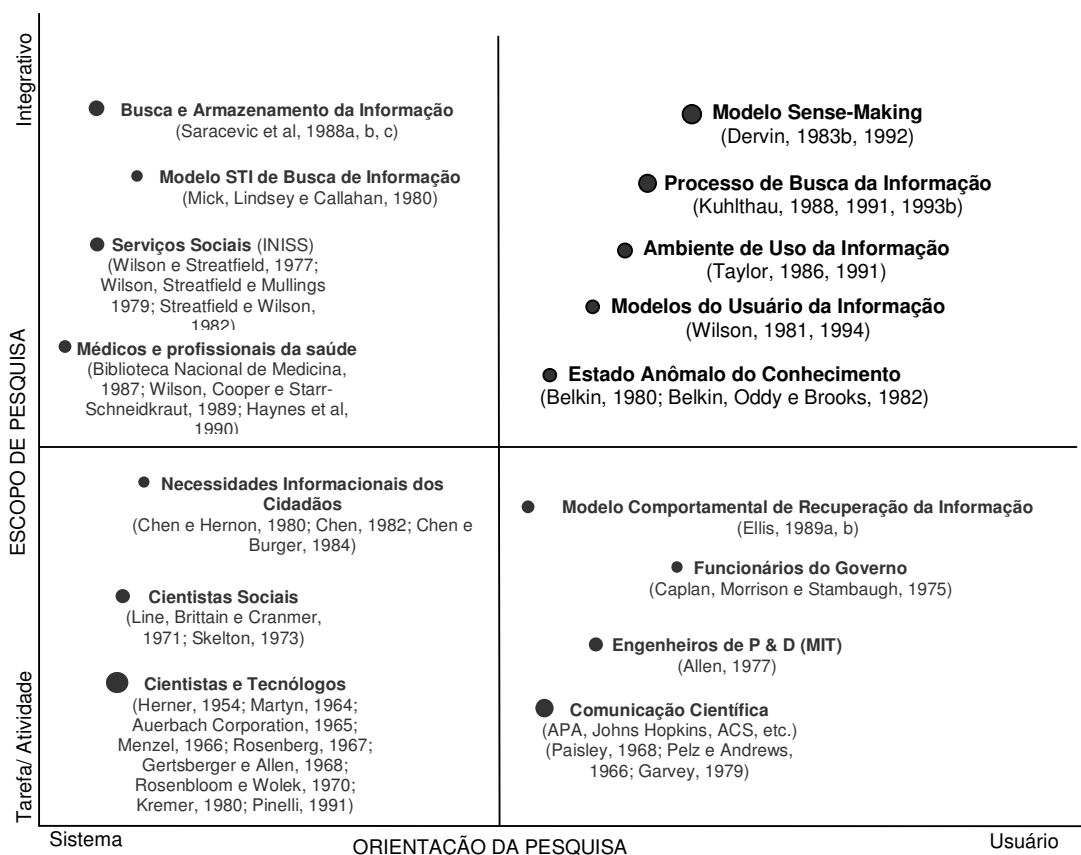 Integrativo
ESCOPO DE PESQUISA
Tarefa/ Atividade
Busca e Armazenamento da Informação
(Saracevic et al, 1988a, b, c)
Modelo STI de Busca de Informação
(Mick, Lindsey e Callahan, 1980)
Serviços Sociais (INISS)
(Wilson e Streatfield, 1977;
Wilson, Streatfield e Mullings
1979; Streatfield e Wilson,
1982)
Médicos e profissionais da saúde
(Biblioteca Nacional de Medicina,
1987; Wilson, Cooper e Starr-
Schneidkraut, 1989; Haynes et al,
1990)
Modelo Sense-Making
(Dervin, 1983b, 1992)
Processo de Busca da Informação
(Kuhlthau, 1988, 1991, 1993b)
Ambiente de Uso da Informação
(Taylor, 1986, 1991)
Modelos do Usuário da Informação
(Wilson, 1981, 1994)
Estado Anômalo do Conhecimento
(Belkin, 1980; Belkin, Oddy e Brooks, 1982)
Necessidades Informacionais dos
Cidadãos
(Chen e Hernon, 1980; Chen, 1982; Chen e
Burger, 1984)
Cientistas Sociais
(Line, Brittain e Cranmer,
1971; Skelton, 1973)
Cientistas e Tecnólogos
(Herner, 1954; Martyn, 1964;
Auerbach Corporation, 1965;
Menzel, 1966; Rosenberg, 1967;
Gertsberger e Allen, 1968;
Rosenbloom e Wolek, 1970;
Kremer, 1980; Pinelli, 1991)
Modelo Comportamental de Recuperação da Informação
(Ellis, 1989a, b)
Funcionários do Governo
(Caplan, Morrison e Stambaugh, 1975)
Engenheiros de P & D (MIT)
(Allen, 1977)
Comunicação Científica
(APA, Johns Hopkins, ACS, etc.)
(Paisley, 1968; Pelz e Andrews,
1966; Garvey, 1979)
Sistema
ORIENTAÇÃO DA PESQUISA
Usuário